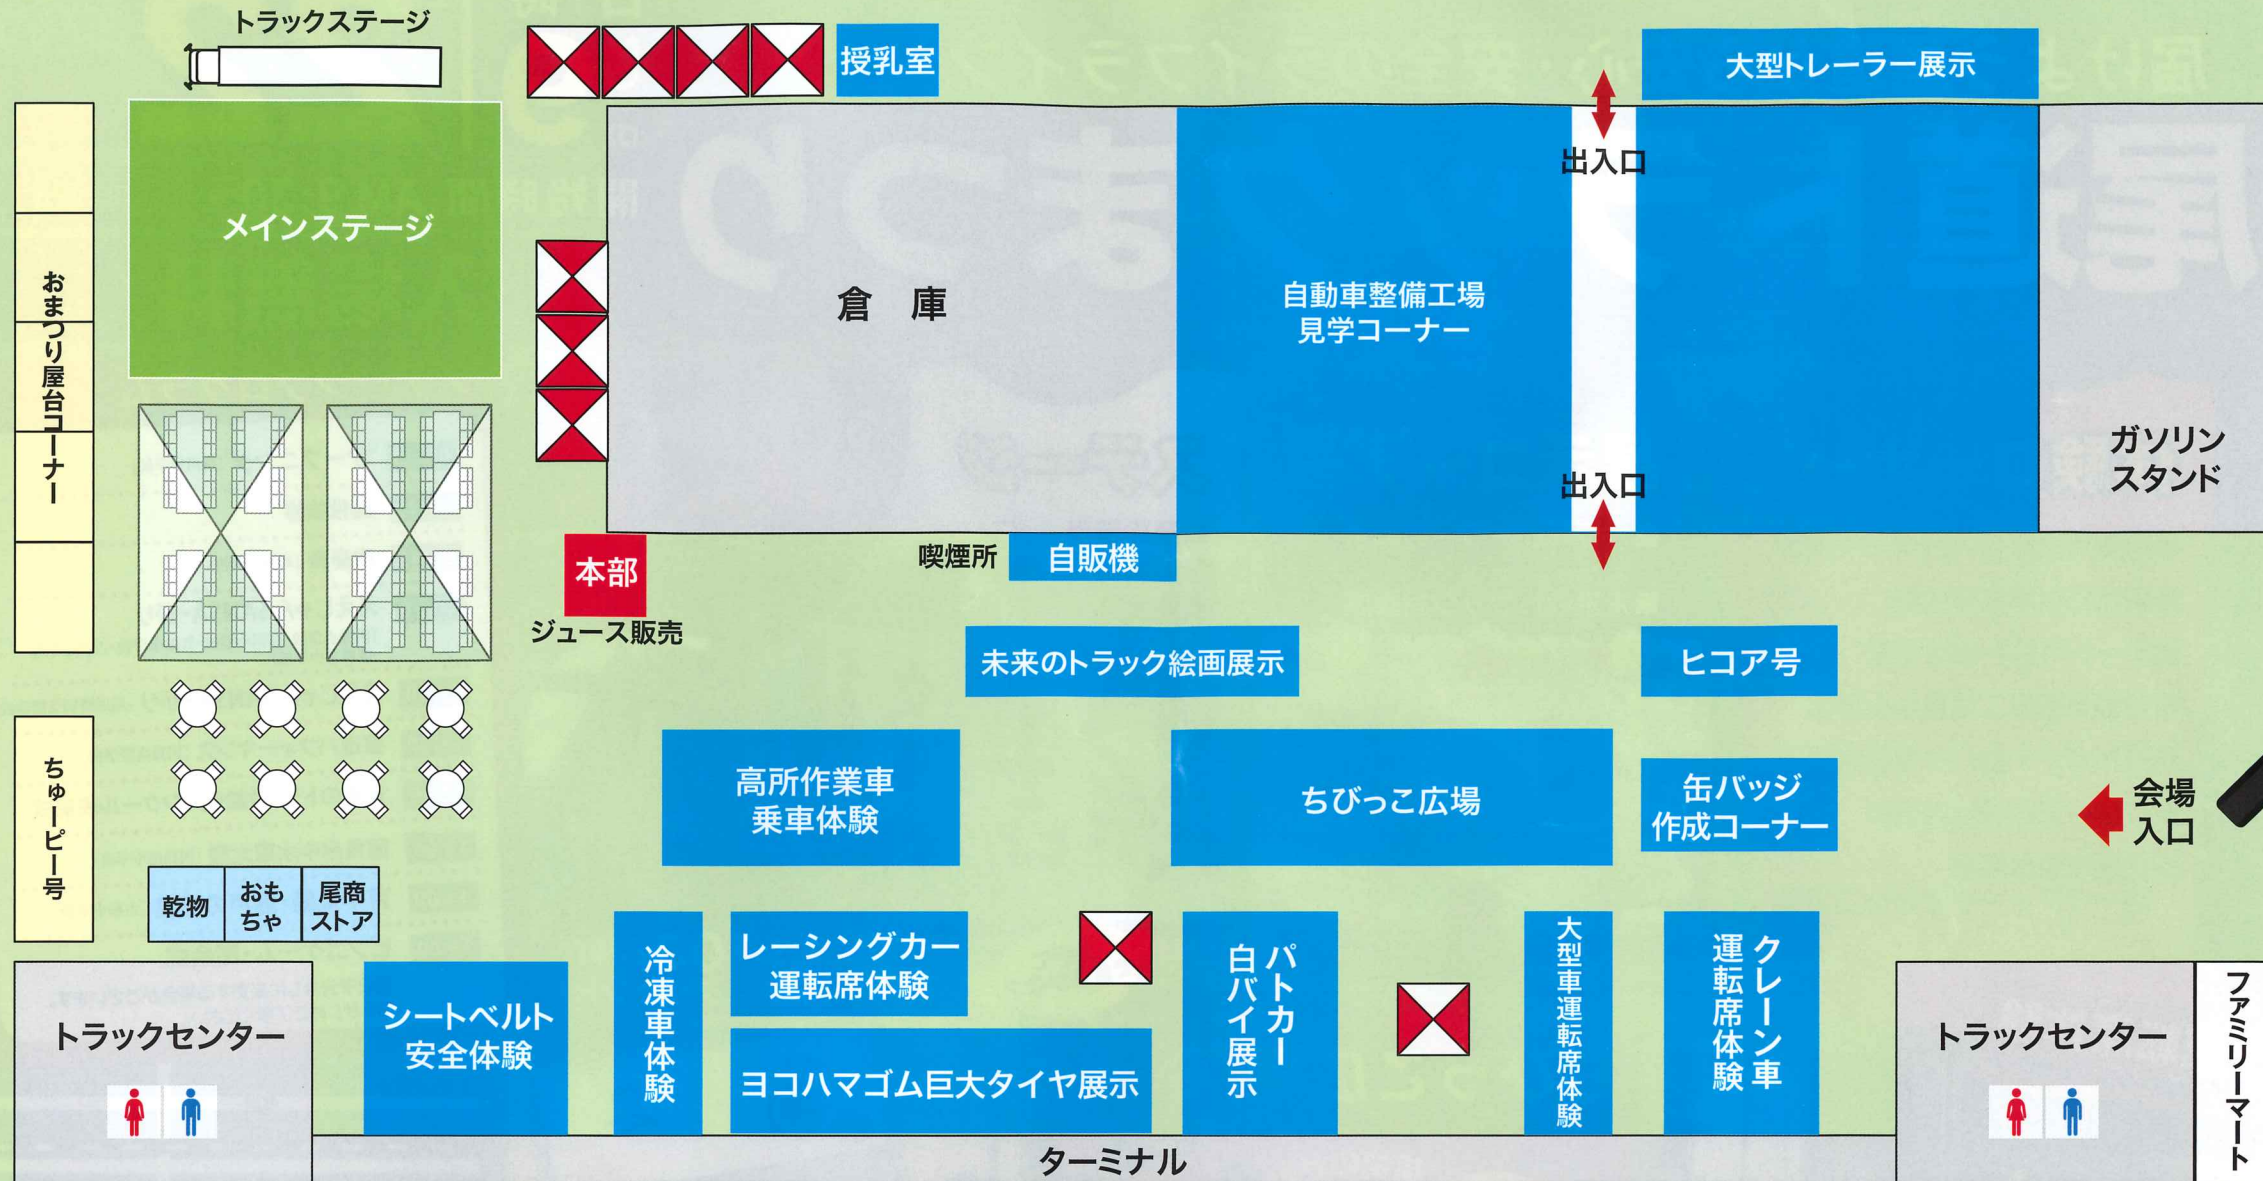 トラックステージ
授乳室
大型トレーラー展示
メインステージ
出入口
倉 庫
自動車整備工場
見学コーナー
おまつり屋台コーナー
ガソリン
スタンド
出入口
本部
ジュース販売
喫煙所
自販機
未来のトラック絵画展示
ヒコア号
高所作業車
乗車体験
ちびっこ広場
缶バッジ
作成コーナー
会場
入口
ちゅーピー号
乾物
おも
ちゃ
尾商
ストア
トラックセンター
シートベルト
安全体験
冷凍車体験
レーシングカー
運転席体験
ヨコハマゴム巨大タイヤ展示
パトカー
白バイ展示
大型車運転席体験
クレーン車
運転席体験
トラックセンター
ファミリーマート
ターミナル